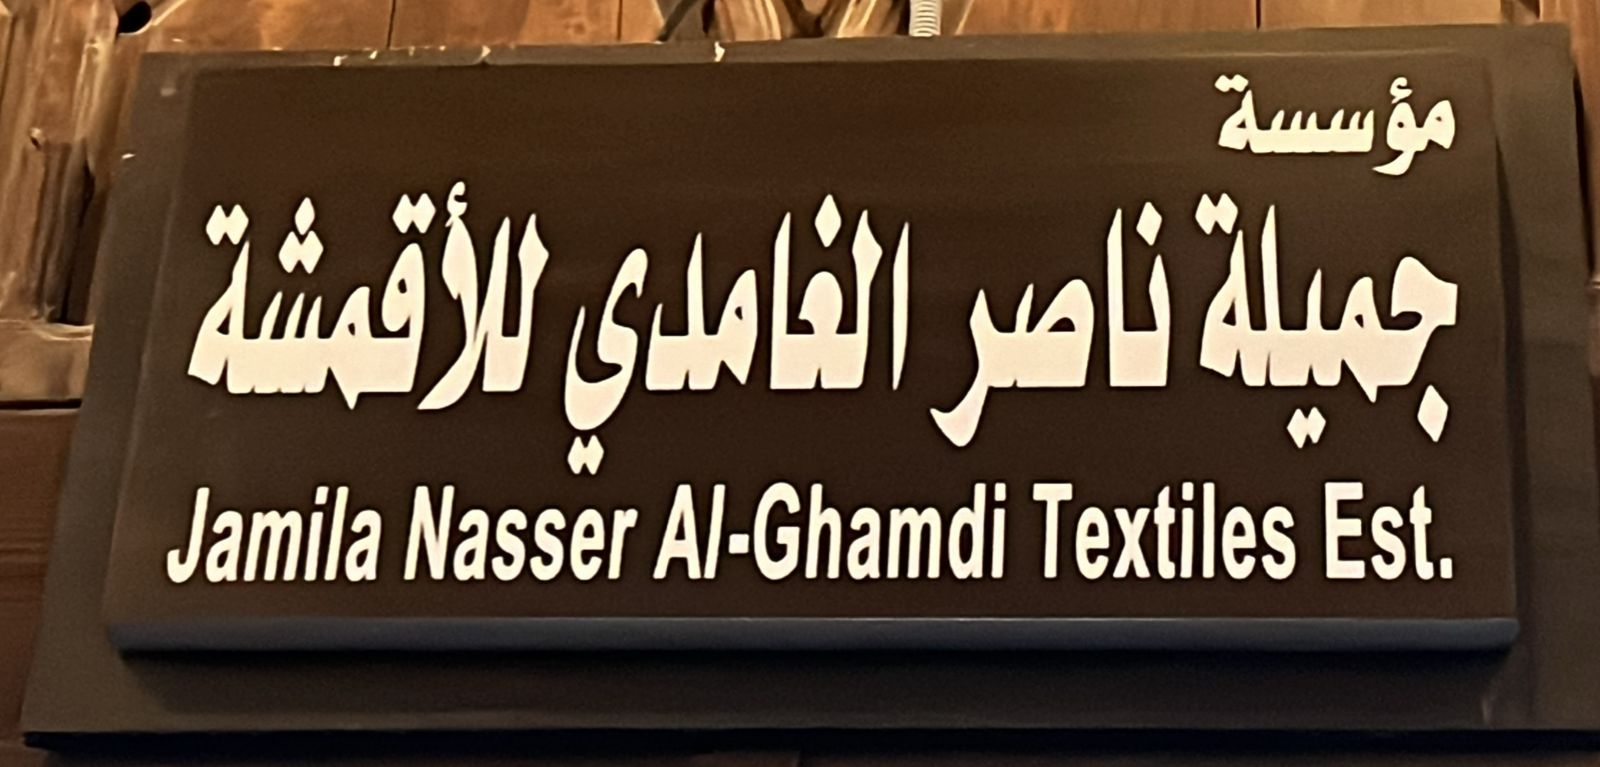 مؤسسة
جميلة ناصر الغامدي للأقمشة
Jamila Nasser Al-Ghamdi Textiles Est.